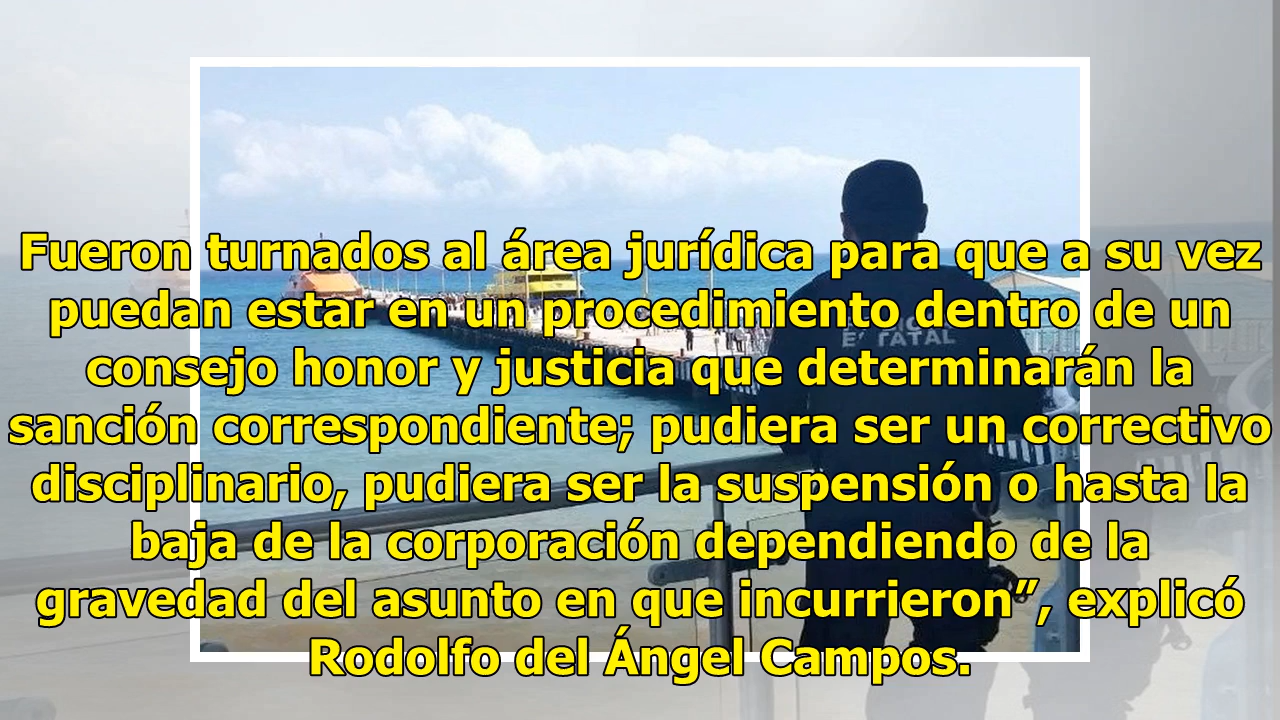 Fueron turnados al área jurídica para que a su vez
puedan estar en un procedimiento dentro de un
consejo honor y justicia que determinarán la
sanción correspondiente; pudiera ser un correctivo
disciplinario, pudiera ser la suspensión o hasta la
baja de la corporación dependiendo de la
gravedad del asunto en que incurrieron”, explicó
Rodolfo del Ángel Campos.
ESTATAL